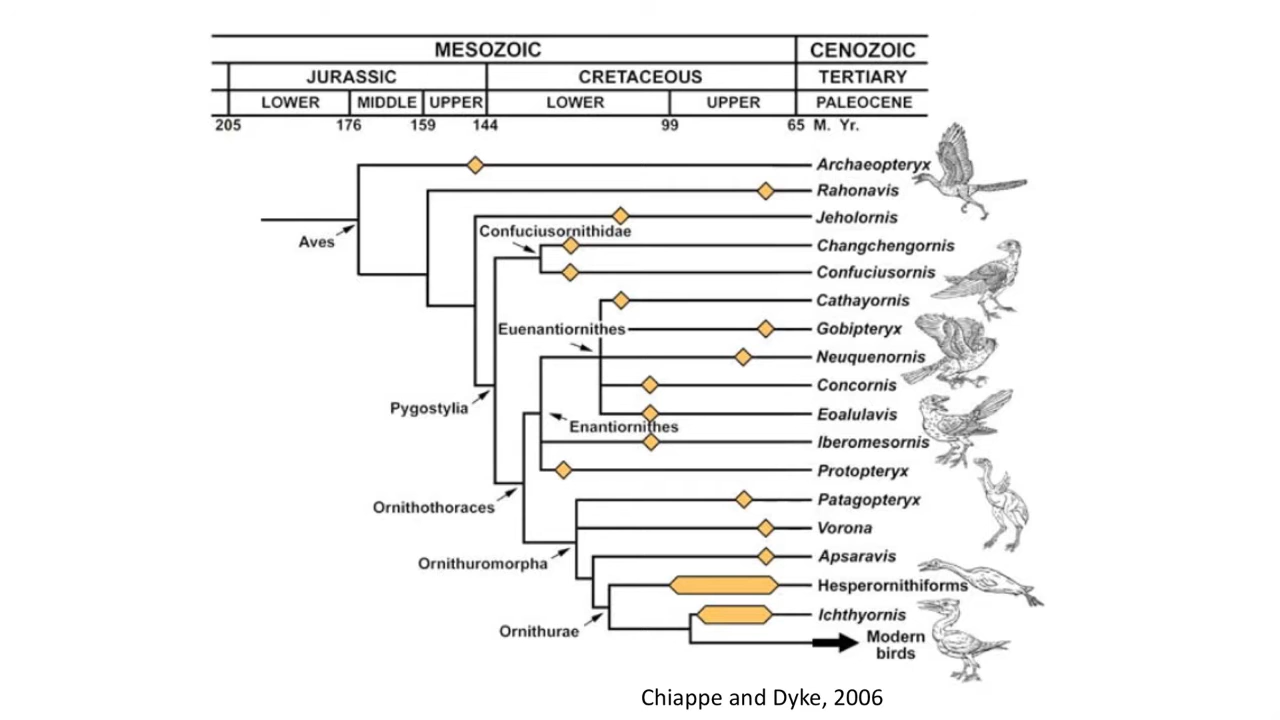 MESOZOIC CENOZOIC
JURASSIC CRETACEOUS TERTIARY
LOWER MIDDLE UPPER LOWER UPPER PALEOCENE
205 176 159 144 99 65 M. Yr.
Archaeopteryx
Rahonavis
Jeholornis
Confuciusornithidae
Aves
Changchengornis
Confuciusornis
Cathayornis
Euenantiornithes
Gobipteryx
Neuquenornis
Concornis
Pygostylia
Eoalulavis
Enantiornithes
Iberomesornis
Protopteryx
Patagopteryx
Ornithothoraces
Vorona
Apsaravis
Ornithuromorpha
Hesperornithiforms
Ichthyornis
Ornithurae
Modern
birds
Chiappe and Dyke, 2006